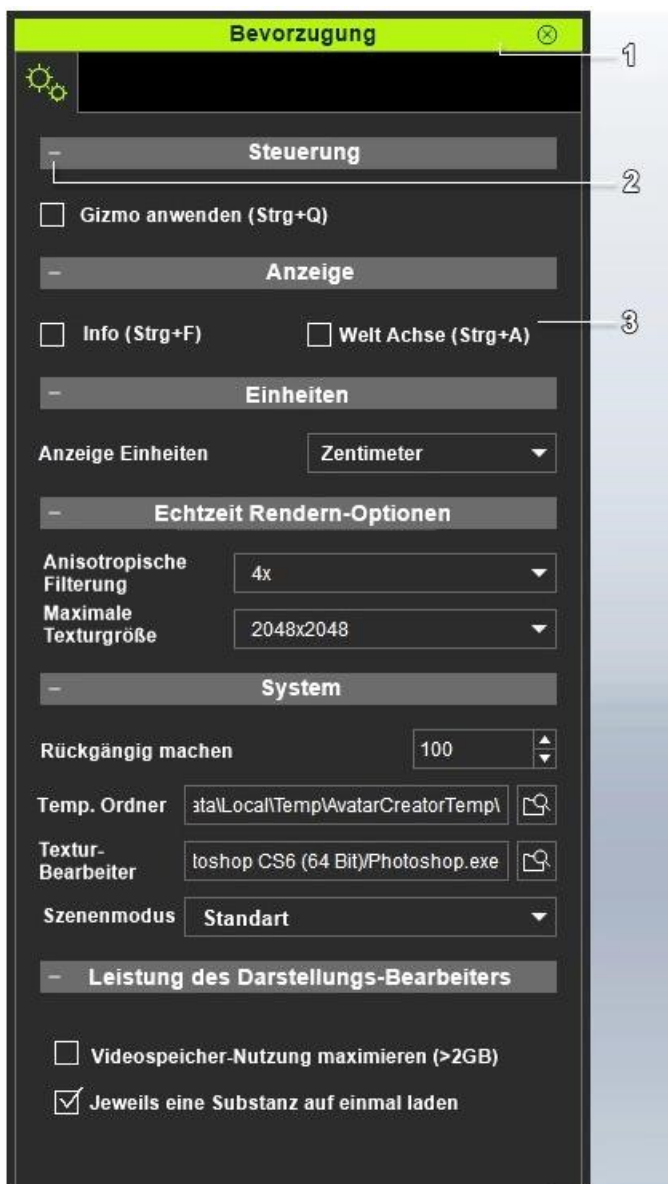 Bevorzugung
1
Steuerung
2
Gizmo anwenden (Strg+Q)
Anzeige
Info (Strg+F)
Welt Achse (Strg+A)
3
Einheiten
Anzeige Einheiten
Zentimeter
Echtzeit Rendern-Optionen
Anisotropische
Filterung
4x
Maximale
Texturgröße
2048x2048
System
Rückgängig machen
100
Temp. Ordner
ata\Local\Temp\AvatarCreatorTemp\
Textur-
Bearbeiter
toshop CS6 (64 Bit)/Photoshop.exe
Szenenmodus
Standart
Leistung des Darstellungs-Bearbeiters
Videospeicher-Nutzung maximieren (>2GB)
Jeweils eine Substanz auf einmal laden